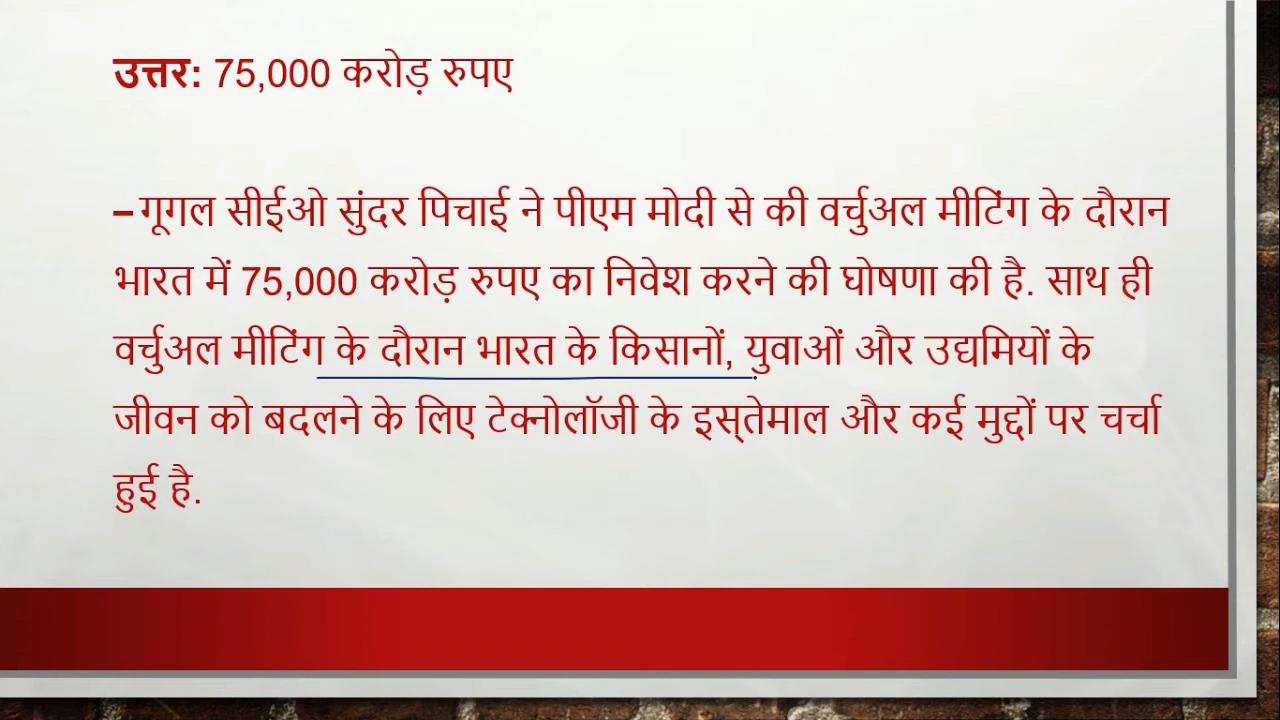 उत्तर: 75,000 करोड़ रुपए
– गूगल सीईओ सुंदर पिचाई ने पीएम मोदी से की वर्चुअल मीटिंग के दौरान
भारत में 75,000 करोड़ रुपए का निवेश करने की घोषणा की है. साथ ही
वर्चुअल मीटिंग के दौरान भारत के किसानों, युवाओं और उद्यमियों के
जीवन को बदलने के लिए टेक्नोलॉजी के इस्तेमाल और कई मुद्दों पर चर्चा
हुई है.